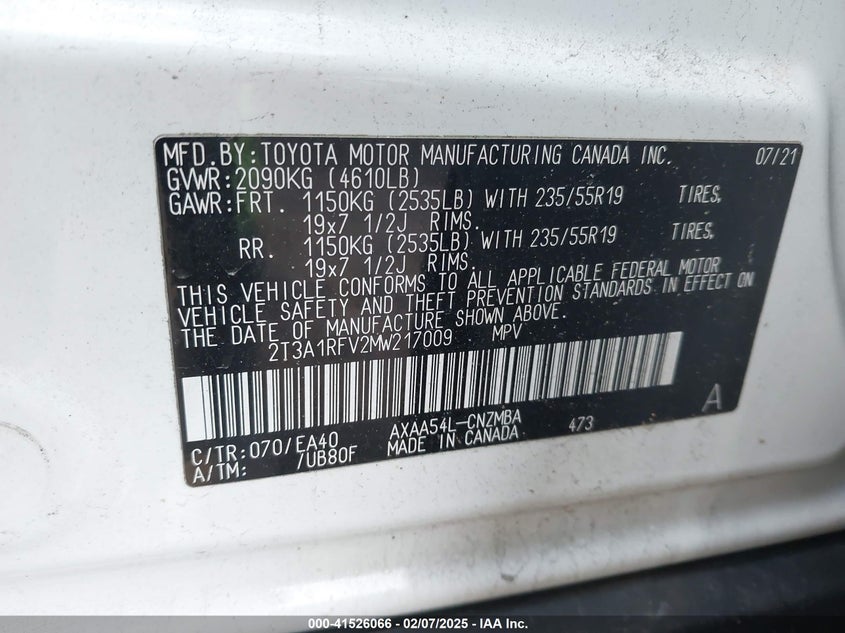 MFD.BY:TOYOTA MOTOR MANUFACTURING CANADA INC. 07/21
GVWR:2090KG (4610LB)
GAWR:FRT. 1150KG (2535LB) WITH 235/55R19 TIRES,
19x7 1/2J RIMS.
RR. 1150KG (2535LB) WITH 235/55R19 TIRES,
19x7 1/2J RIMS.
THIS VEHICLE CONFORMS TO ALL APPLICABLE FEDERAL MOTOR
VEHICLE SAFETY AND THEFT PREVENTION STANDARDS IN EFFECT ON
THE DATE OF MANUFACTURE SHOWN ABOVE.
2T3A1RFV2MW217009 MPV
A
C/TR:070/EA40 AXAA54L-CNZMBA 473
A/TM: /UB80F MADE IN CANADA
000-41526066 - 02/07/2025 - IAA Inc.